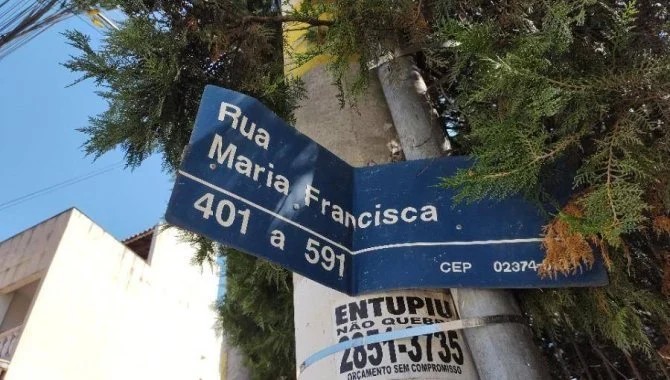 Rua
Maria Francisca
401 a 591
CEP 02374-
ENTUPIU
NÃO QUEBR
2851-3735
ORÇAMENTO SEM COMPROMISSO